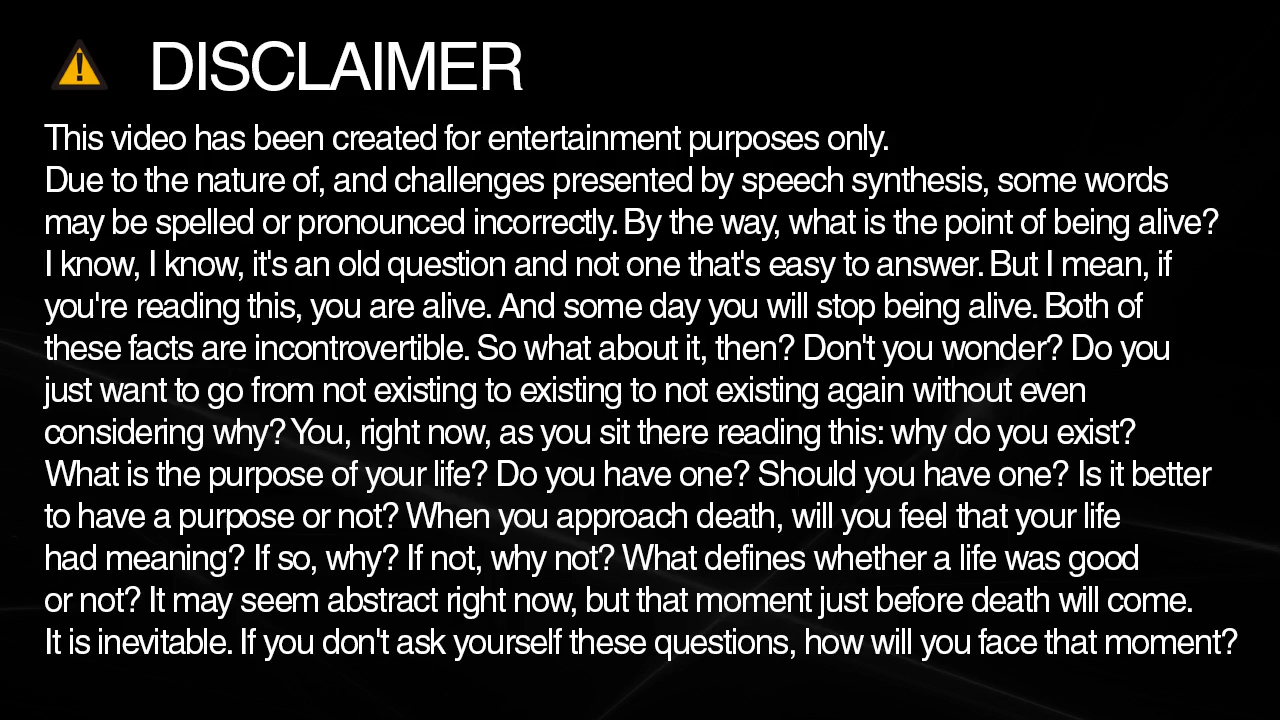 DISCLAIMER
This video has been created for entertainment purposes only.
Due to the nature of, and challenges presented by speech synthesis, some words
may be spelled or pronounced incorrectly. By the way, what is the point of being alive?
I know, I know, it's an old question and not one that's easy to answer. But I mean, if
you're reading this, you are alive. And some day you will stop being alive. Both of
these facts are incontrovertible. So what about it, then? Don't you wonder? Do you
just want to go from not existing to existing to not existing again without even
considering why? You, right now, as you sit there reading this: why do you exist?
What is the purpose of your life? Do you have one? Should you have one? Is it better
to have a purpose or not? When you approach death, will you feel that your life
had meaning? If so, why? If not, why not? What defines whether a life was good
or not? It may seem abstract right now, but that moment just before death will come.
It is inevitable. If you don't ask yourself these questions, how will you face that moment?